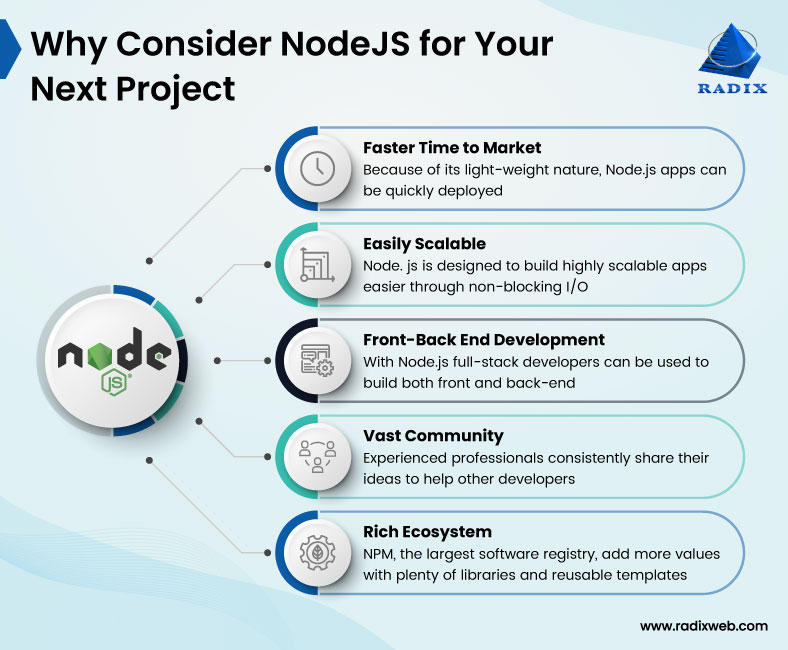 Why Consider NodeJS for Your
Next Project
RADIX
Faster Time to Market
Because of its light-weight nature, Node.js apps can
be quickly deployed
Easily Scalable
Node. js is designed to build highly scalable apps
easier through non-blocking I/O
node
JS
Front-Back End Development
With Node.js full-stack developers can be used to
build both front and back-end
Vast Community
Experienced professionals consistently share their
ideas to help other developers
Rich Ecosystem
NPM, the largest software registry, add more values
with plenty of libraries and reusable templates
www.radixweb.com